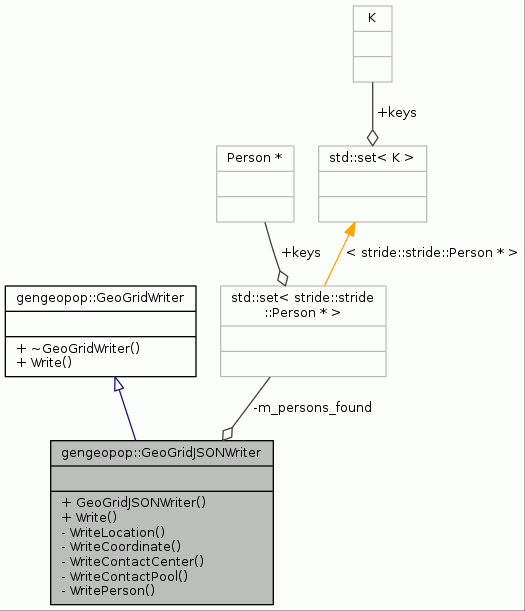 K
+keys
Person *
std::set< K >
+keys
< stride::stride::Person * >
gengeopop::GeoGridWriter
+ ~GeoGridWriter()
+ Write()
std::set< stride::stride
::Person * >
-m_persons_found
gengeopop::GeoGridJSONWriter
+ GeoGridJSONWriter()
+ Write()
- WriteLocation()
- WriteCoordinate()
- WriteContactCenter()
- WriteContactPool()
- WritePerson()